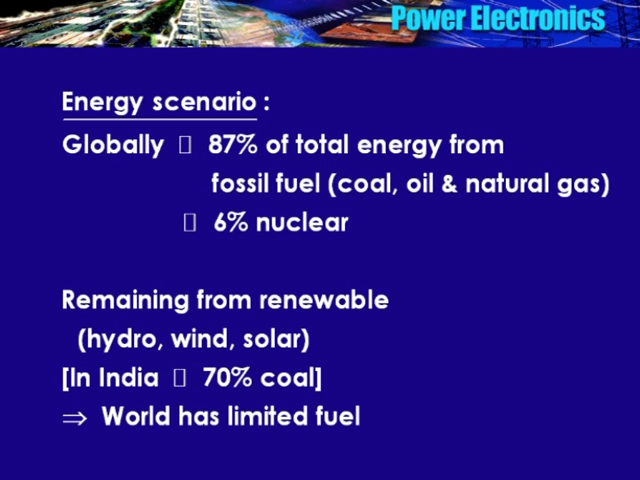 Power Electronics
Energy scenario :
Globally  87% of total energy from
fossil fuel (coal, oil & natural gas)
 6% nuclear
Remaining from renewable
(hydro, wind, solar)
[In India  70% coal]
⇒ World has limited fuel